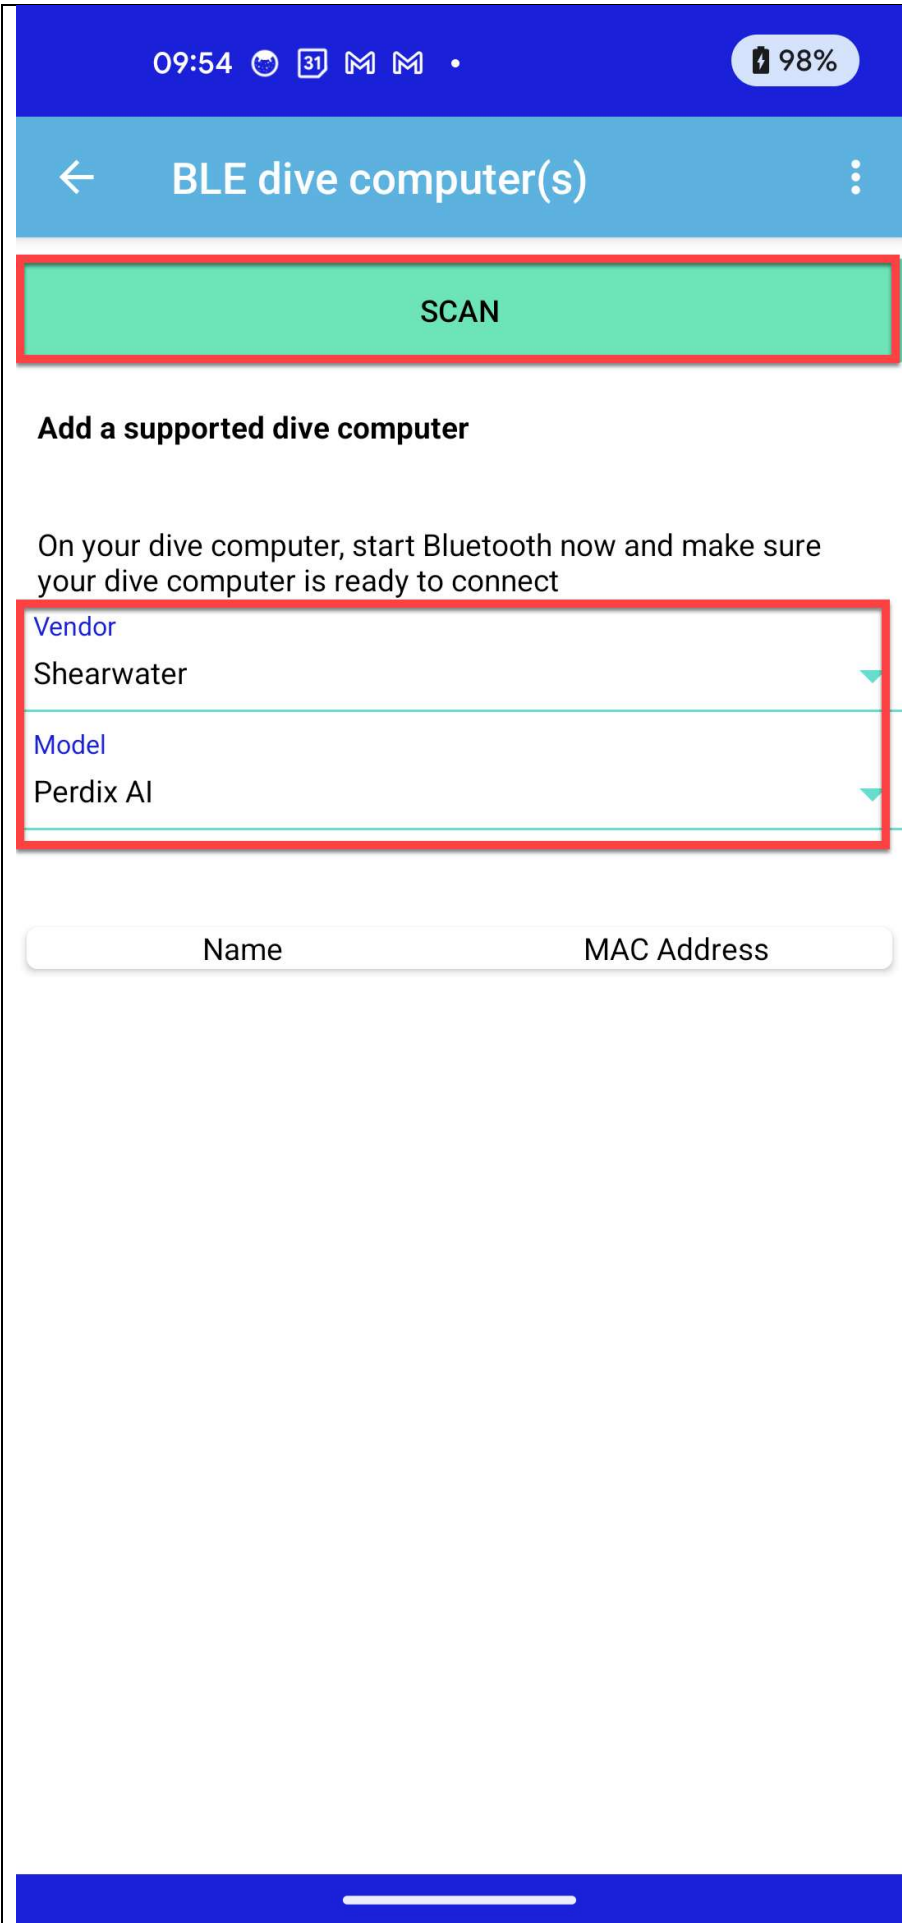 09:54 31 98%
BLE dive computer(s)
SCAN
Add a supported dive computer
On your dive computer, start Bluetooth now and make sure
your dive computer is ready to connect
Vendor
Shearwater
Model
Perdix AI
Name MAC Address